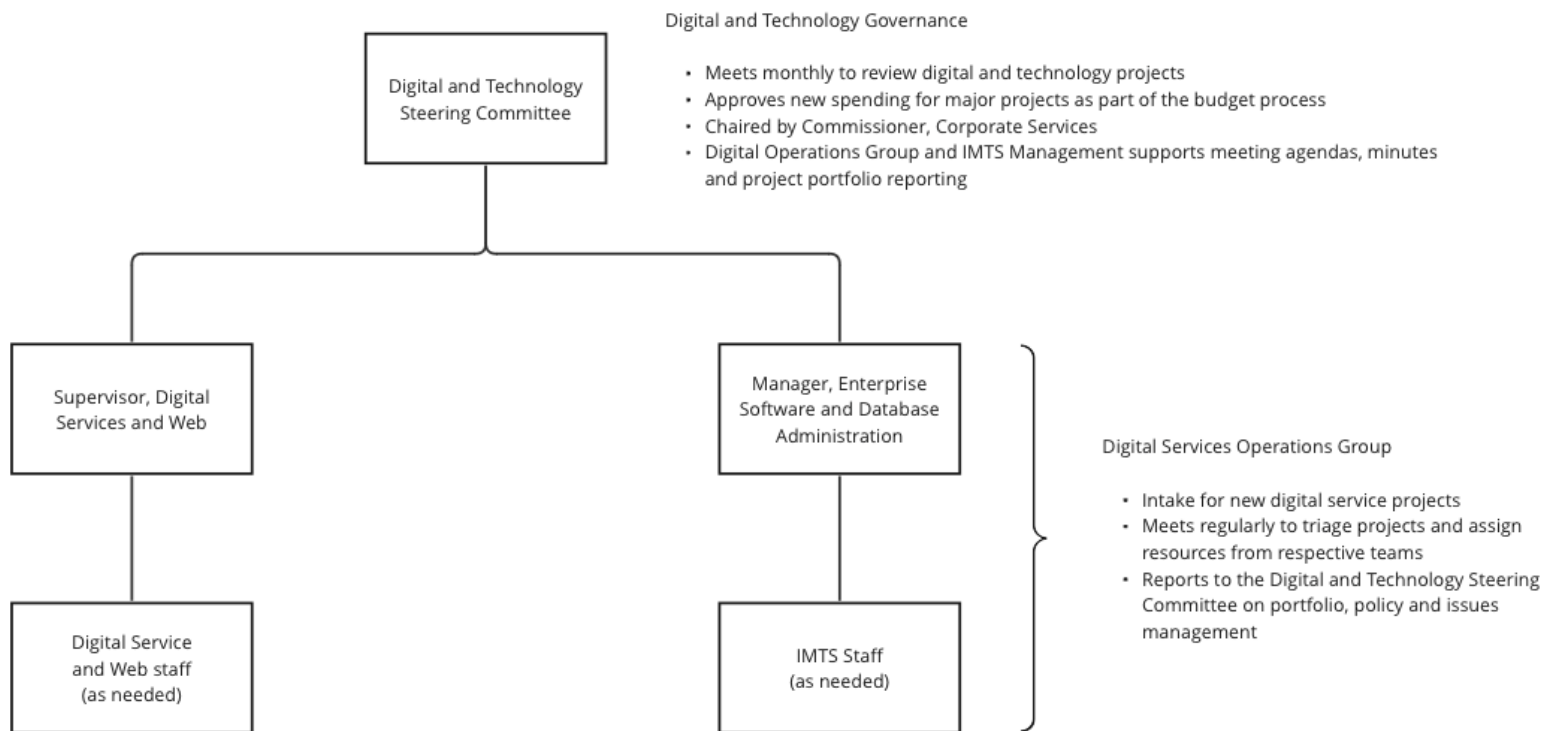 Digital and Technology Governance
• Meets monthly to review digital and technology projects
• Approves new spending for major projects as part of the budget process
• Chaired by Commissioner, Corporate Services
• Digital Operations Group and IMTS Management supports meeting agendas, minutes
and project portfolio reporting
Digital and Technology
Steering Committee
Supervisor, Digital
Services and Web
Manager, Enterprise
Software and Database
Administration
Digital Services Operations Group
• Intake for new digital service projects
• Meets regularly to triage projects and assign
resources from respective teams
• Reports to the Digital and Technology Steering
Committee on portfolio, policy and issues
management
Digital Service
and Web staff
(as needed)
IMTS Staff
(as needed)